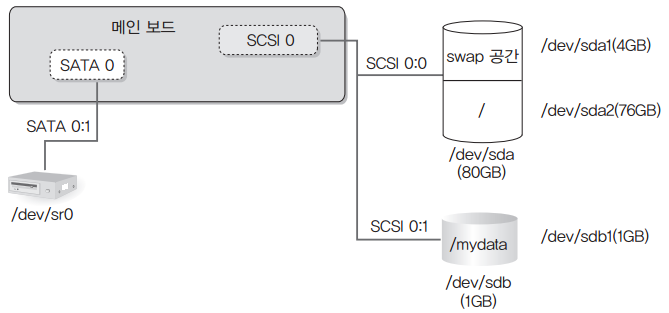 메인 보드
SCSI 0
SATA 0
SATA 0:1
/dev/sr0
SCSI 0:0
swap 공간
/dev/sda1(4GB)
/
/dev/sda2(76GB)
/dev/sda
(80GB)
SCSI 0:1
/mydata
/dev/sdb1(1GB)
/dev/sdb
(1GB)